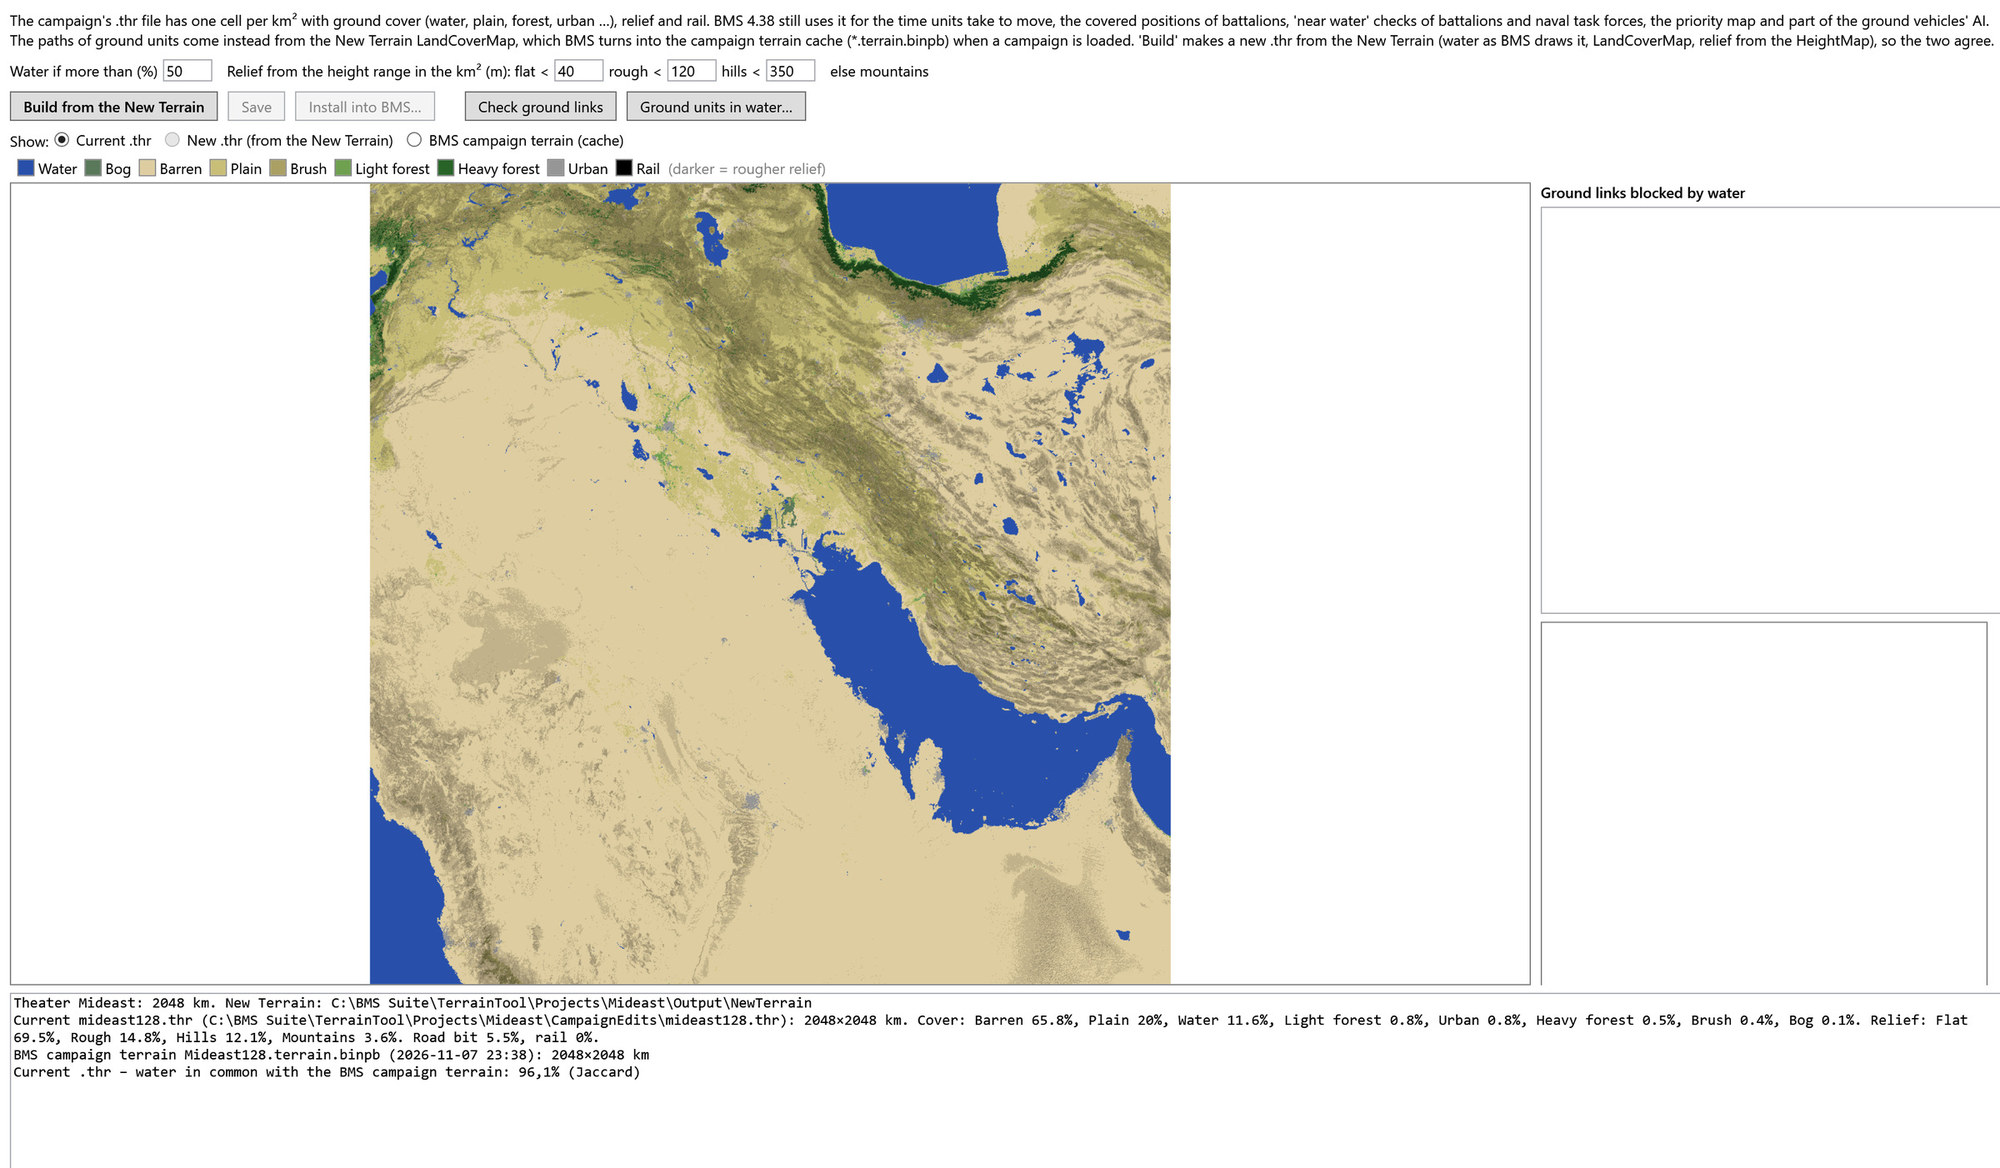 The campaign's .thr file has one cell per km² with ground cover (water, plain, forest, urban ...), relief and rail. BMS 4.38 still uses it for the time units take to move, the covered positions of battalions, 'near water' checks of battalions and naval task forces, the priority map and part of the ground vehicles' AI.
The paths of ground units come instead from the New Terrain LandCoverMap, which BMS turns into the campaign terrain cache (*.terrain.binpb) when a campaign is loaded. 'Build' makes a new .thr from the New Terrain (water as BMS draws it, LandCoverMap, relief from the HeightMap), so the two agree.
Water if more than (%) 50 Relief from the height range in the km² (m): flat < 40 rough < 120 hills < 350 else mountains
Build from the New Terrain Save Install into BMS... Check ground links Ground units in water...
Show: Current .thr New .thr (from the New Terrain) BMS campaign terrain (cache)
Water Bog Barren Plain Brush Light forest Heavy forest Urban Rail (darker = rougher relief)
Ground links blocked by water
Theater Mideast: 2048 km. New Terrain: C:\BMS Suite\TerrainTool\Projects\Mideast\Output\NewTerrain
Current mideast128.thr (C:\BMS Suite\TerrainTool\Projects\Mideast\CampaignEdits\mideast128.thr): 2048×2048 km. Cover: Barren 65.8%, Plain 20%, Water 11.6%, Light forest 0.8%, Urban 0.8%, Heavy forest 0.5%, Brush 0.4%, Bog 0.1%. Relief: Flat
69.5%, Rough 14.8%, Hills 12.1%, Mountains 3.6%. Road bit 5.5%, rail 0%.
BMS campaign terrain Mideast128.terrain.binpb (2026-11-07 23:38): 2048×2048 km
Current .thr – water in common with the BMS campaign terrain: 96,1% (Jaccard)